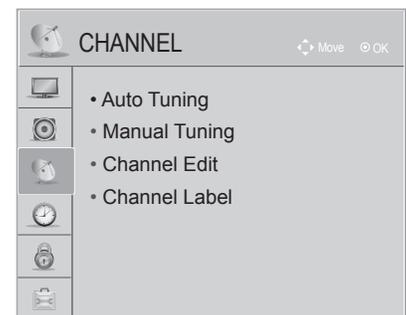 CHANNEL
Move OK
• Auto Tuning
• Manual Tuning
• Channel Edit
• Channel Label